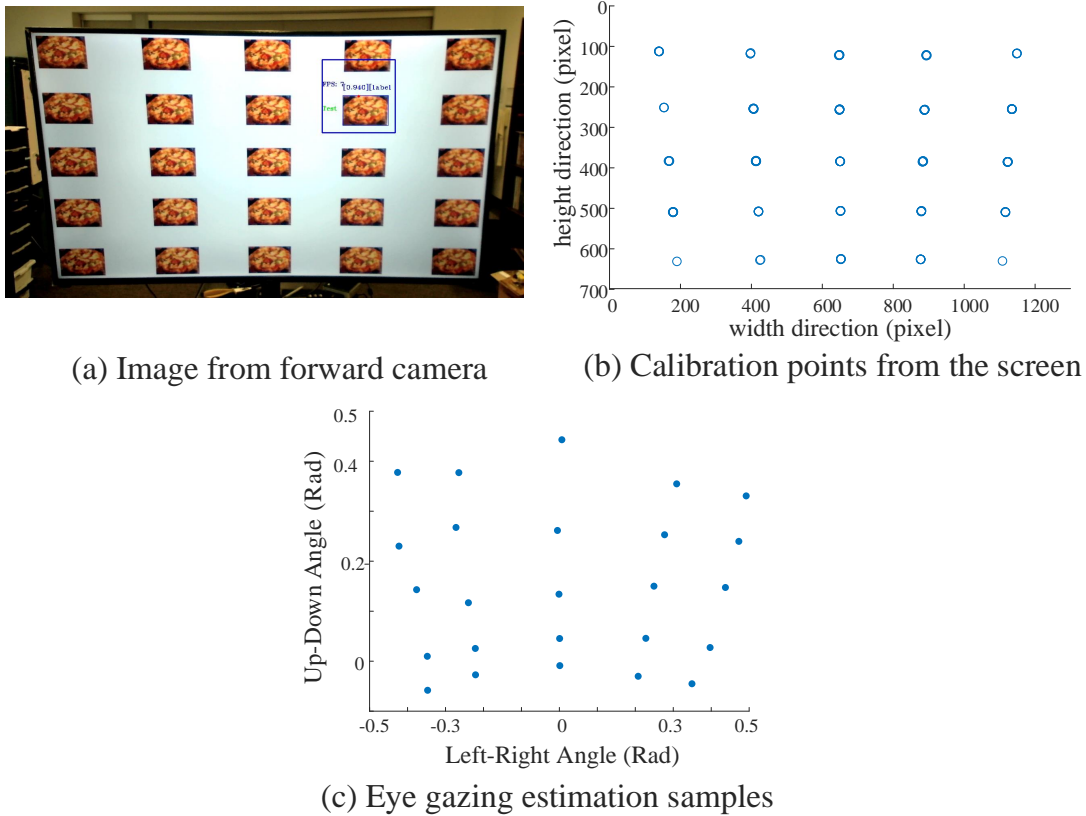 FPS: ?[0.940][label
Test
(a) Image from forward camera
0
100
200
300
400
500
600
700
height direction (pixel)
0 200 400 600 800 1000 1200
width direction (pixel)
(b) Calibration points from the screen
0.5
0.4
0.2
0
Up-Down Angle (Rad)
-0.5 -0.3 0 0.3 0.5
Left-Right Angle (Rad)
(c) Eye gazing estimation samples